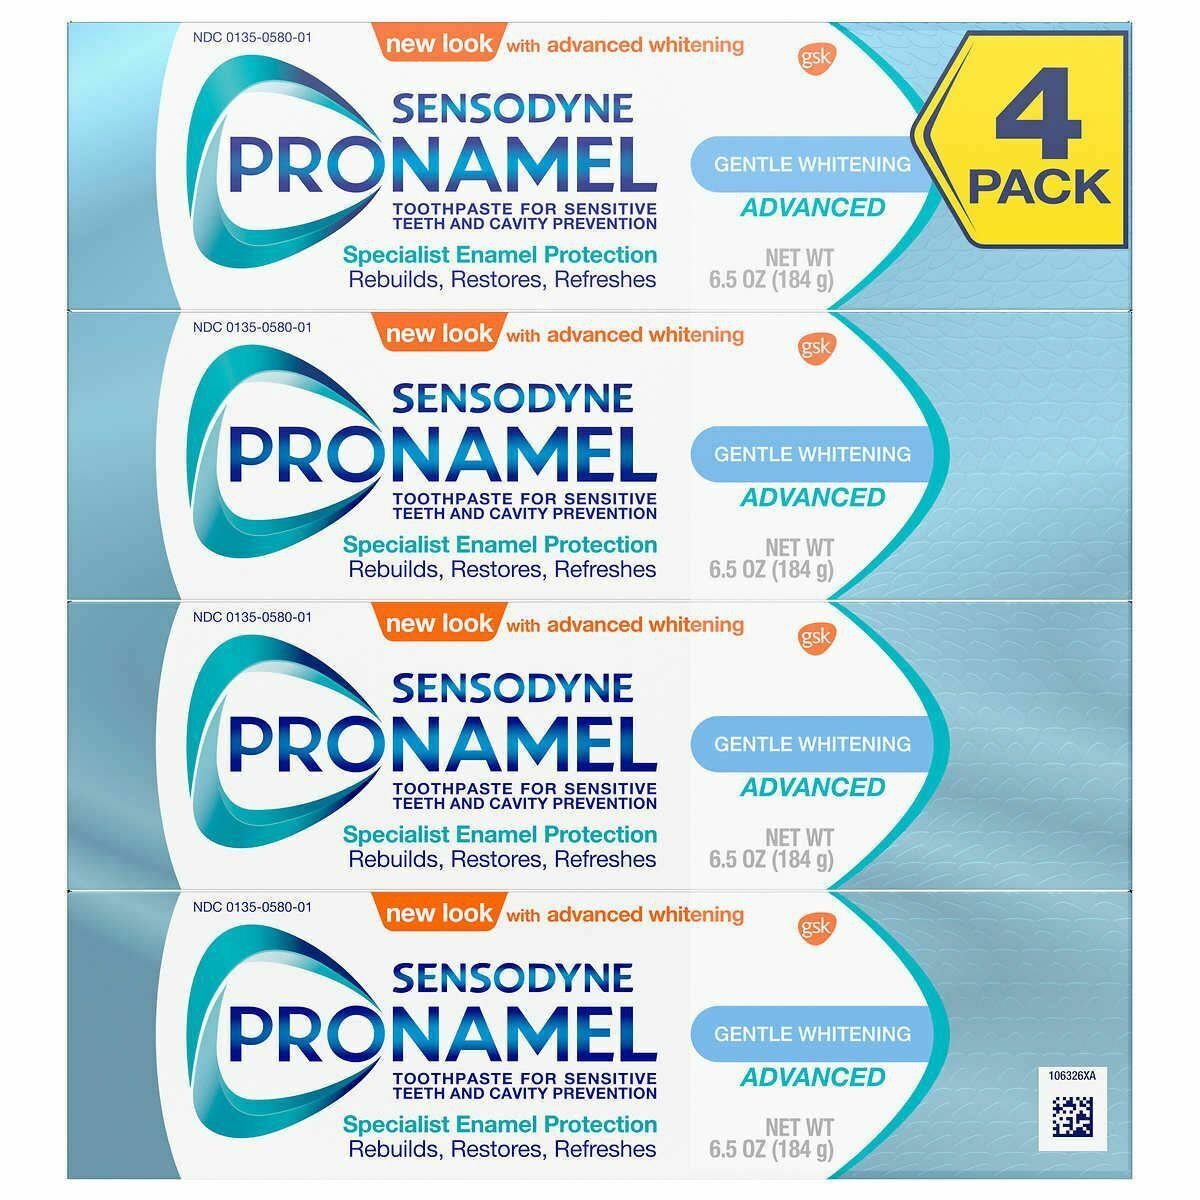 NDC 0135-0580-01
new look with advanced whitening
gsk
4
PACK
SENSODYNE
PRONAMEL
TOOTHPASTE FOR SENSITIVE
TEETH AND CAVITY PREVENTION
Specialist Enamel Protection
Rebuilds, Restores, Refreshes
GENTLE WHITENING
ADVANCED
NET WT
6.5 OZ (184 g)
NDC 0135-0580-01
new look with advanced whitening
gsk
SENSODYNE
PRONAMEL
TOOTHPASTE FOR SENSITIVE
TEETH AND CAVITY PREVENTION
Specialist Enamel Protection
Rebuilds, Restores, Refreshes
GENTLE WHITENING
ADVANCED
NET WT
6.5 OZ (184 g)
NDC 0135-0580-01
new look with advanced whitening
gsk
SENSODYNE
PRONAMEL
TOOTHPASTE FOR SENSITIVE
TEETH AND CAVITY PREVENTION
Specialist Enamel Protection
Rebuilds, Restores, Refreshes
GENTLE WHITENING
ADVANCED
NET WT
6.5 OZ (184 g)
NDC 0135-0580-01
new look with advanced whitening
gsk
SENSODYNE
PRONAMEL
TOOTHPASTE FOR SENSITIVE
TEETH AND CAVITY PREVENTION
Specialist Enamel Protection
Rebuilds, Restores, Refreshes
GENTLE WHITENING
ADVANCED
NET WT
6.5 OZ (184 g)
106326XA